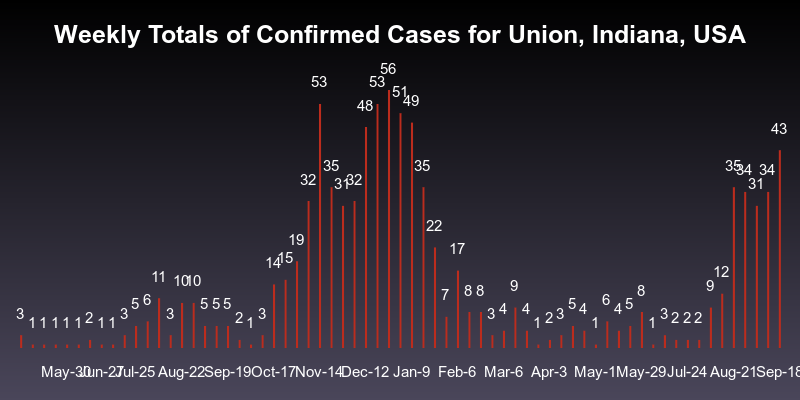 Weekly Totals of Confirmed Cases for Union, Indiana, USA
3 1 1 1 1 1 2 1 1 3 5 6 11 3 10 10 5 5 5 2 1 3 14 15 19 32 53 35 31 32 48 53 56 51 49 35 22 7 17 8 8 3 4 9 4 1 2 3 5 4 1 6 4 5 8 1 3 2 2 2 9 12 35 34 31 34 43
May-30 Jun-27 Jul-25 Aug-22 Sep-19 Oct-17 Nov-14 Dec-12 Jan-9 Feb-6 Mar-6 Apr-3 May-1 May-29 Jul-24 Aug-21 Sep-18